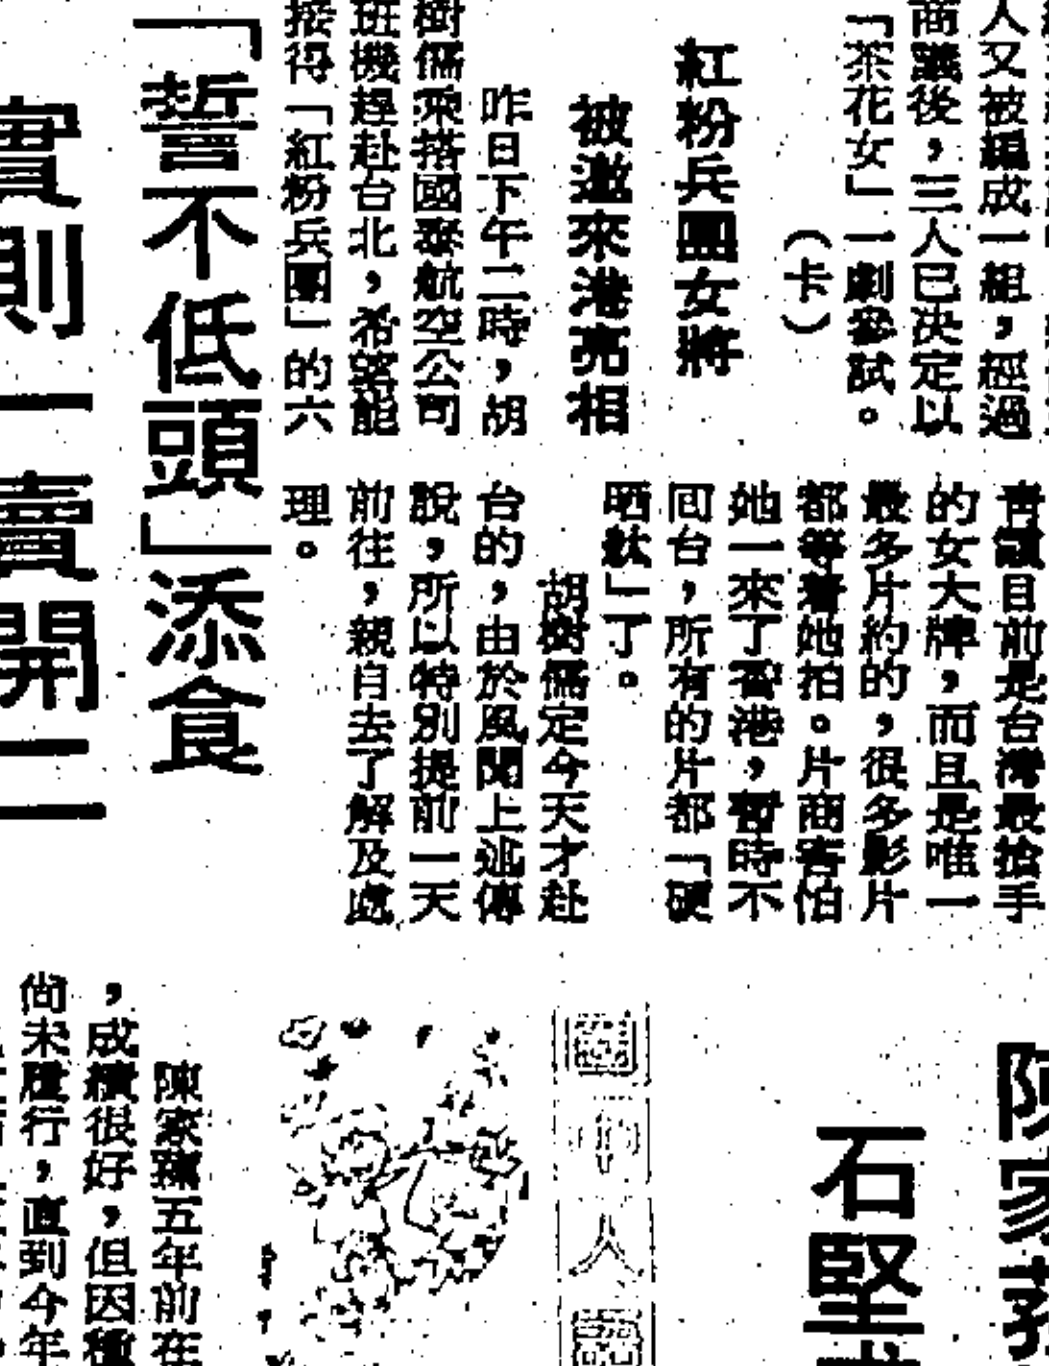 人又被編成一組，經過
商議後，三人已決定以
「茶花女」一劇參試。
（卡）
紅粉兵團女將
被邀來港亮相
昨日下午二時，胡
樹儒乘搭國泰航空公司
班機趕赴台北，希望能
接得「紅粉兵團」的六
「誓不低頭」添食
實則一賣開二
青霞目前是台灣最搶手
的女大牌，而且是唯一
最多片約的，很多影片
都等着她拍。片商害怕
她一來了香港，暫時不
回台，所有的片都「硬
晒軚」了。
胡樹儒定今天才赴
台的，由於風聞上述傳
說，所以特別提前一天
前往，親自去了解及處
理。
陳家
石堅
中人
陳家蓀五年前在
，成績很好，但因種
尚未履行，直到今年